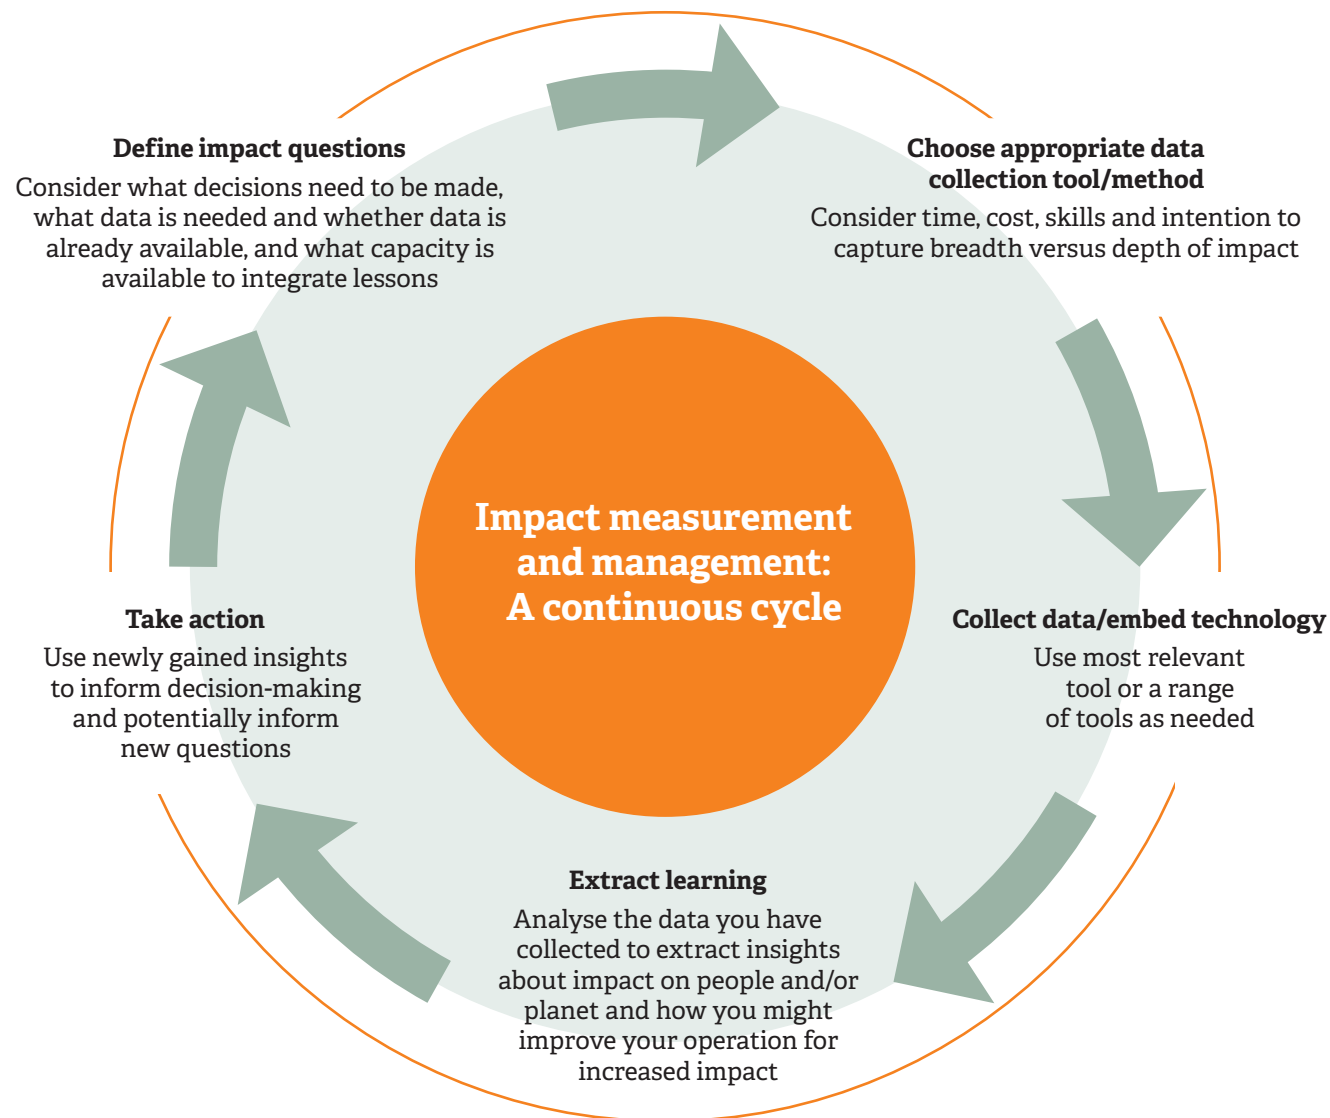 Define impact questions
Consider what decisions need to be made,
what data is needed and whether data is
already available, and what capacity is
available to integrate lessons
Choose appropriate data
collection tool/method
Consider time, cost, skills and intention to
capture breadth versus depth of impact
Impact measurement
and management:
A continuous cycle
Collect data/embed technology
Use most relevant
tool or a range
of tools as needed
Extract learning
Analyse the data you have
collected to extract insights
about impact on people and/or
planet and how you might
improve your operation for
increased impact
Take action
Use newly gained insights
to inform decision-making
and potentially inform
new questions